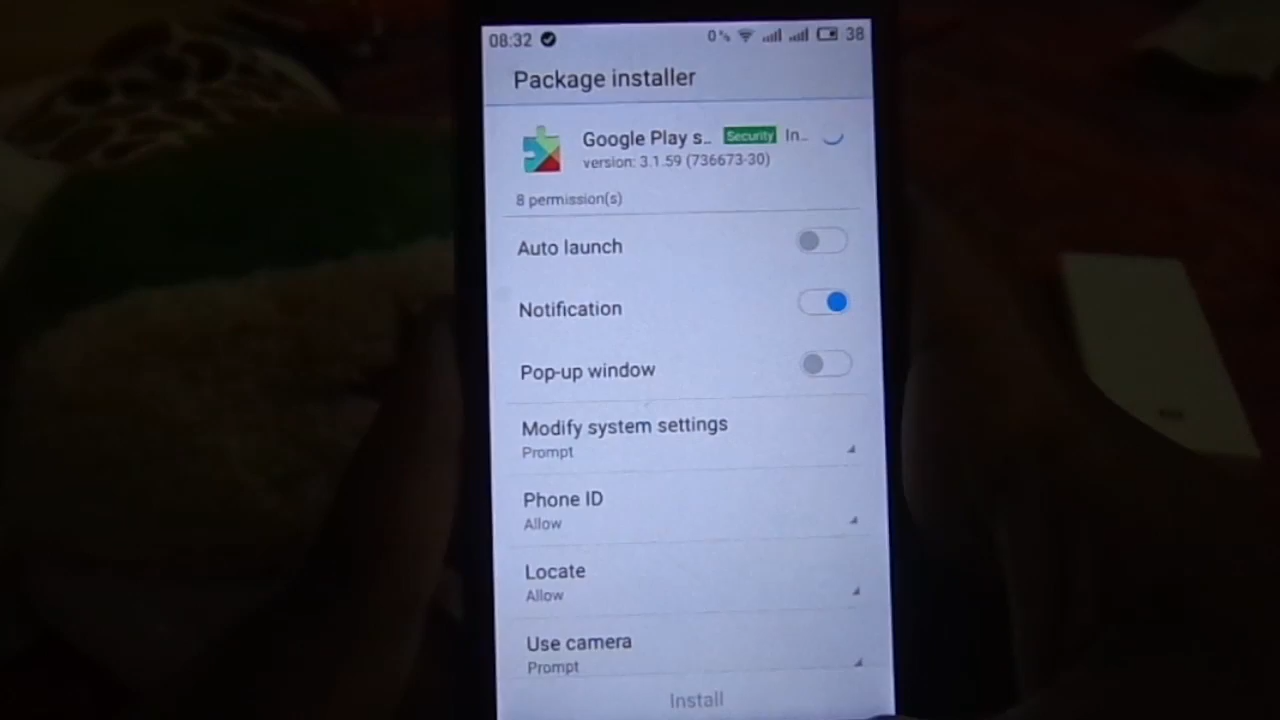 08:32 0% 38
Package installer
Google Play s... Security In...
version: 3.1.59 (736673-30)
8 permission(s)
Auto launch
Notification
Pop-up window
Modify system settings
Prompt
Phone ID
Allow
Locate
Allow
Use camera
Prompt
Install